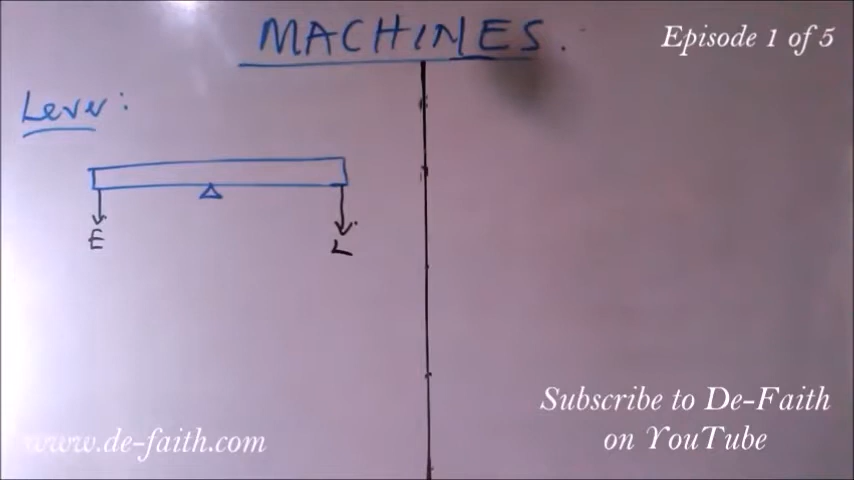 MACHINES.
Episode 1 of 5
Lever:
E
L
Subscribe to De-Faith
on YouTube
www.de-faith.com